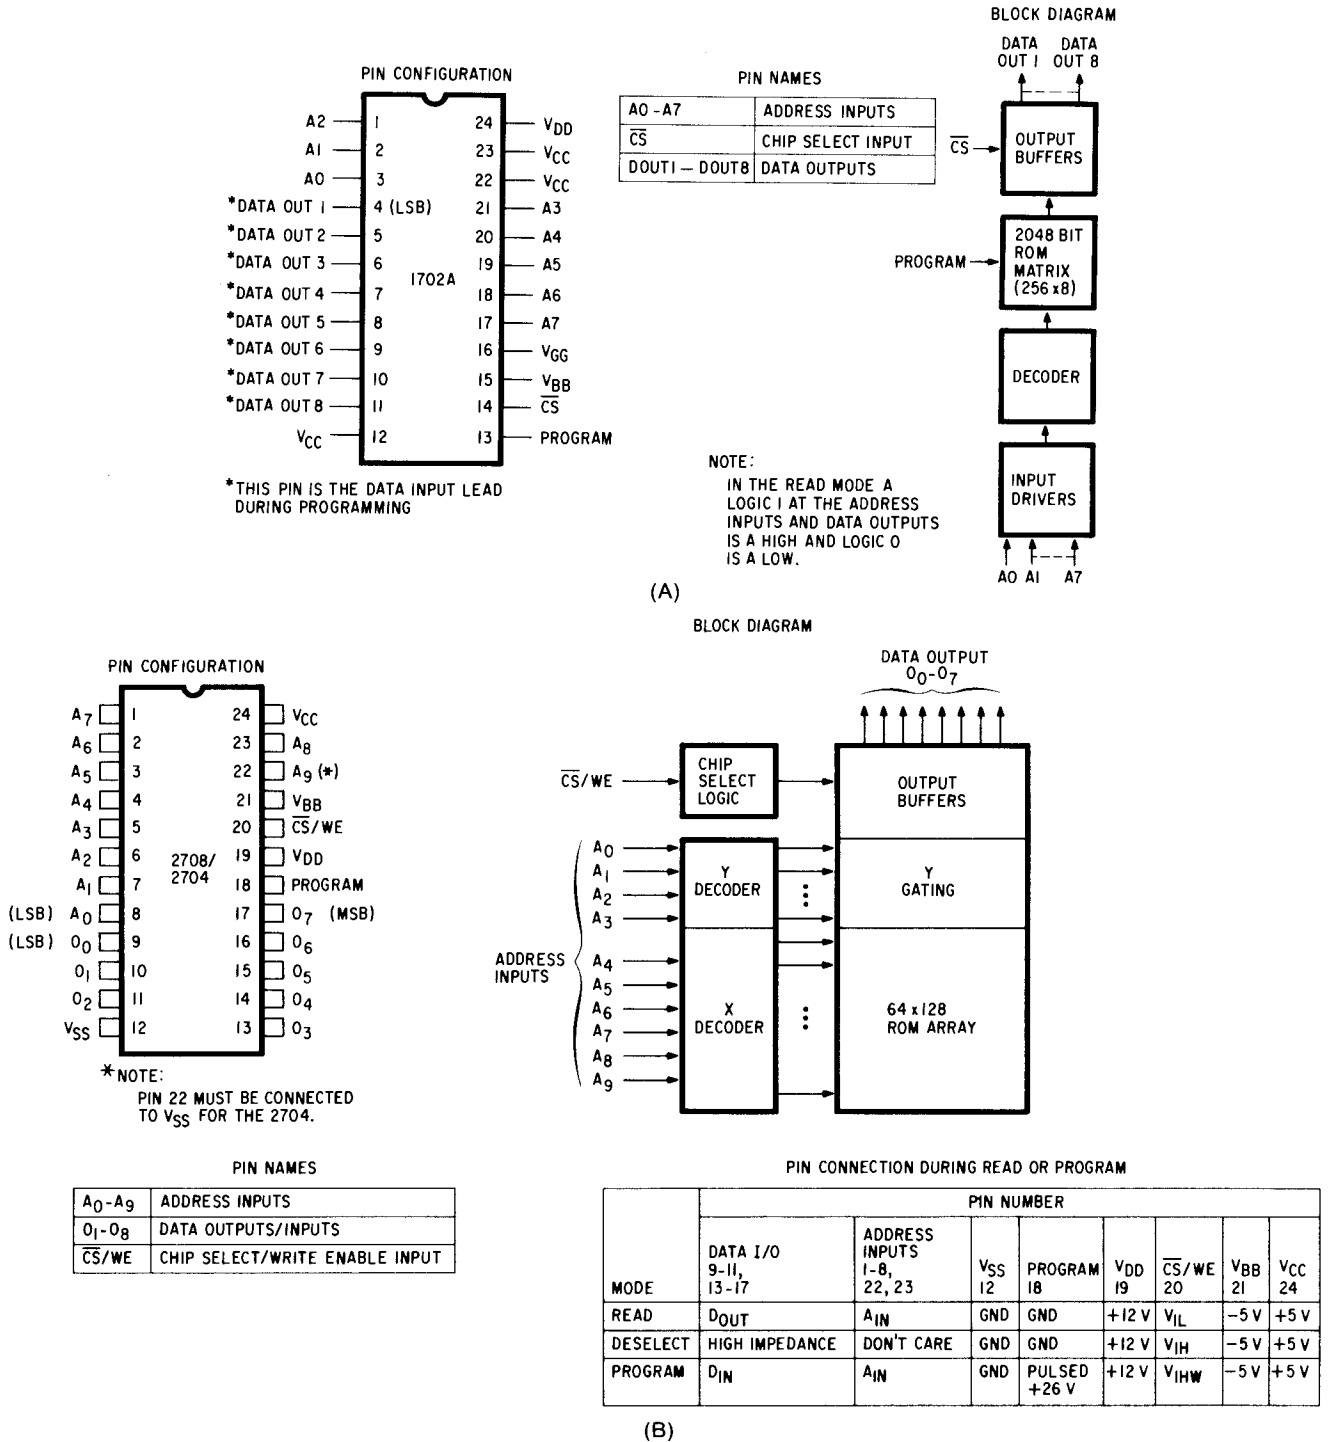 BLOCK DIAGRAM
DATA OUT 1
DATA OUT 8
PIN CONFIGURATION
A2 1
A1 2
A0 3
*DATA OUT 1 4 (LSB)
*DATA OUT 2 5
*DATA OUT 3 6
*DATA OUT 4 7
*DATA OUT 5 8
*DATA OUT 6 9
*DATA OUT 7 10
*DATA OUT 8 11
VCC 12
1702A
24 VDD
23 VCC
22 VCC
21 A3
20 A4
19 A5
18 A6
17 A7
16 VGG
15 VBB
14 C̅S̅
13 PROGRAM
*THIS PIN IS THE DATA INPUT LEAD
DURING PROGRAMMING
PIN NAMES
A0-A7 ADDRESS INPUTS
C̅S̅ CHIP SELECT INPUT
DOUT1 – DOUT8 DATA OUTPUTS
C̅S̅
OUTPUT
BUFFERS
PROGRAM
2048 BIT
ROM
MATRIX
(256x8)
DECODER
INPUT
DRIVERS
A0 A1 A7
NOTE:
IN THE READ MODE A
LOGIC 1 AT THE ADDRESS
INPUTS AND DATA OUTPUTS
IS A HIGH AND LOGIC 0
IS A LOW.
(A)
PIN CONFIGURATION
A7 1
A6 2
A5 3
A4 4
A3 5
A2 6
A1 7
(LSB) A0 8
(LSB) O0 9
O1 10
O2 11
VSS 12
2708/
2704
24 VCC
23 A8
22 A9 (*)
21 VBB
20 C̅S̅/WE
19 VDD
18 PROGRAM
17 O7 (MSB)
16 O6
15 O5
14 O4
13 O3
*NOTE:
PIN 22 MUST BE CONNECTED
TO VSS FOR THE 2704.
PIN NAMES
A0-A9 ADDRESS INPUTS
O1-O8 DATA OUTPUTS/INPUTS
C̅S̅/WE CHIP SELECT/WRITE ENABLE INPUT
BLOCK DIAGRAM
DATA OUTPUT
O0-O7
C̅S̅/WE
CHIP
SELECT
LOGIC
OUTPUT
BUFFERS
ADDRESS
INPUTS
A0
A1
A2
A3
A4
A5
A6
A7
A8
A9
Y
DECODER
X
DECODER
Y
GATING
64x128
ROM ARRAY
PIN CONNECTION DURING READ OR PROGRAM
PIN NUMBER
MODE
DATA I/O
9-11,
13-17
ADDRESS
INPUTS
1-8,
22, 23
VSS
12
PROGRAM
18
VDD
19
C̅S̅/WE
20
VBB
21
VCC
24
READ DOUT AIN GND GND +12 V VIL -5 V +5 V
DESELECT HIGH IMPEDANCE DON'T CARE GND GND +12 V VIH -5 V +5 V
PROGRAM DIN AIN GND PULSED +26 V +12 V VIHW -5 V +5 V
(B)